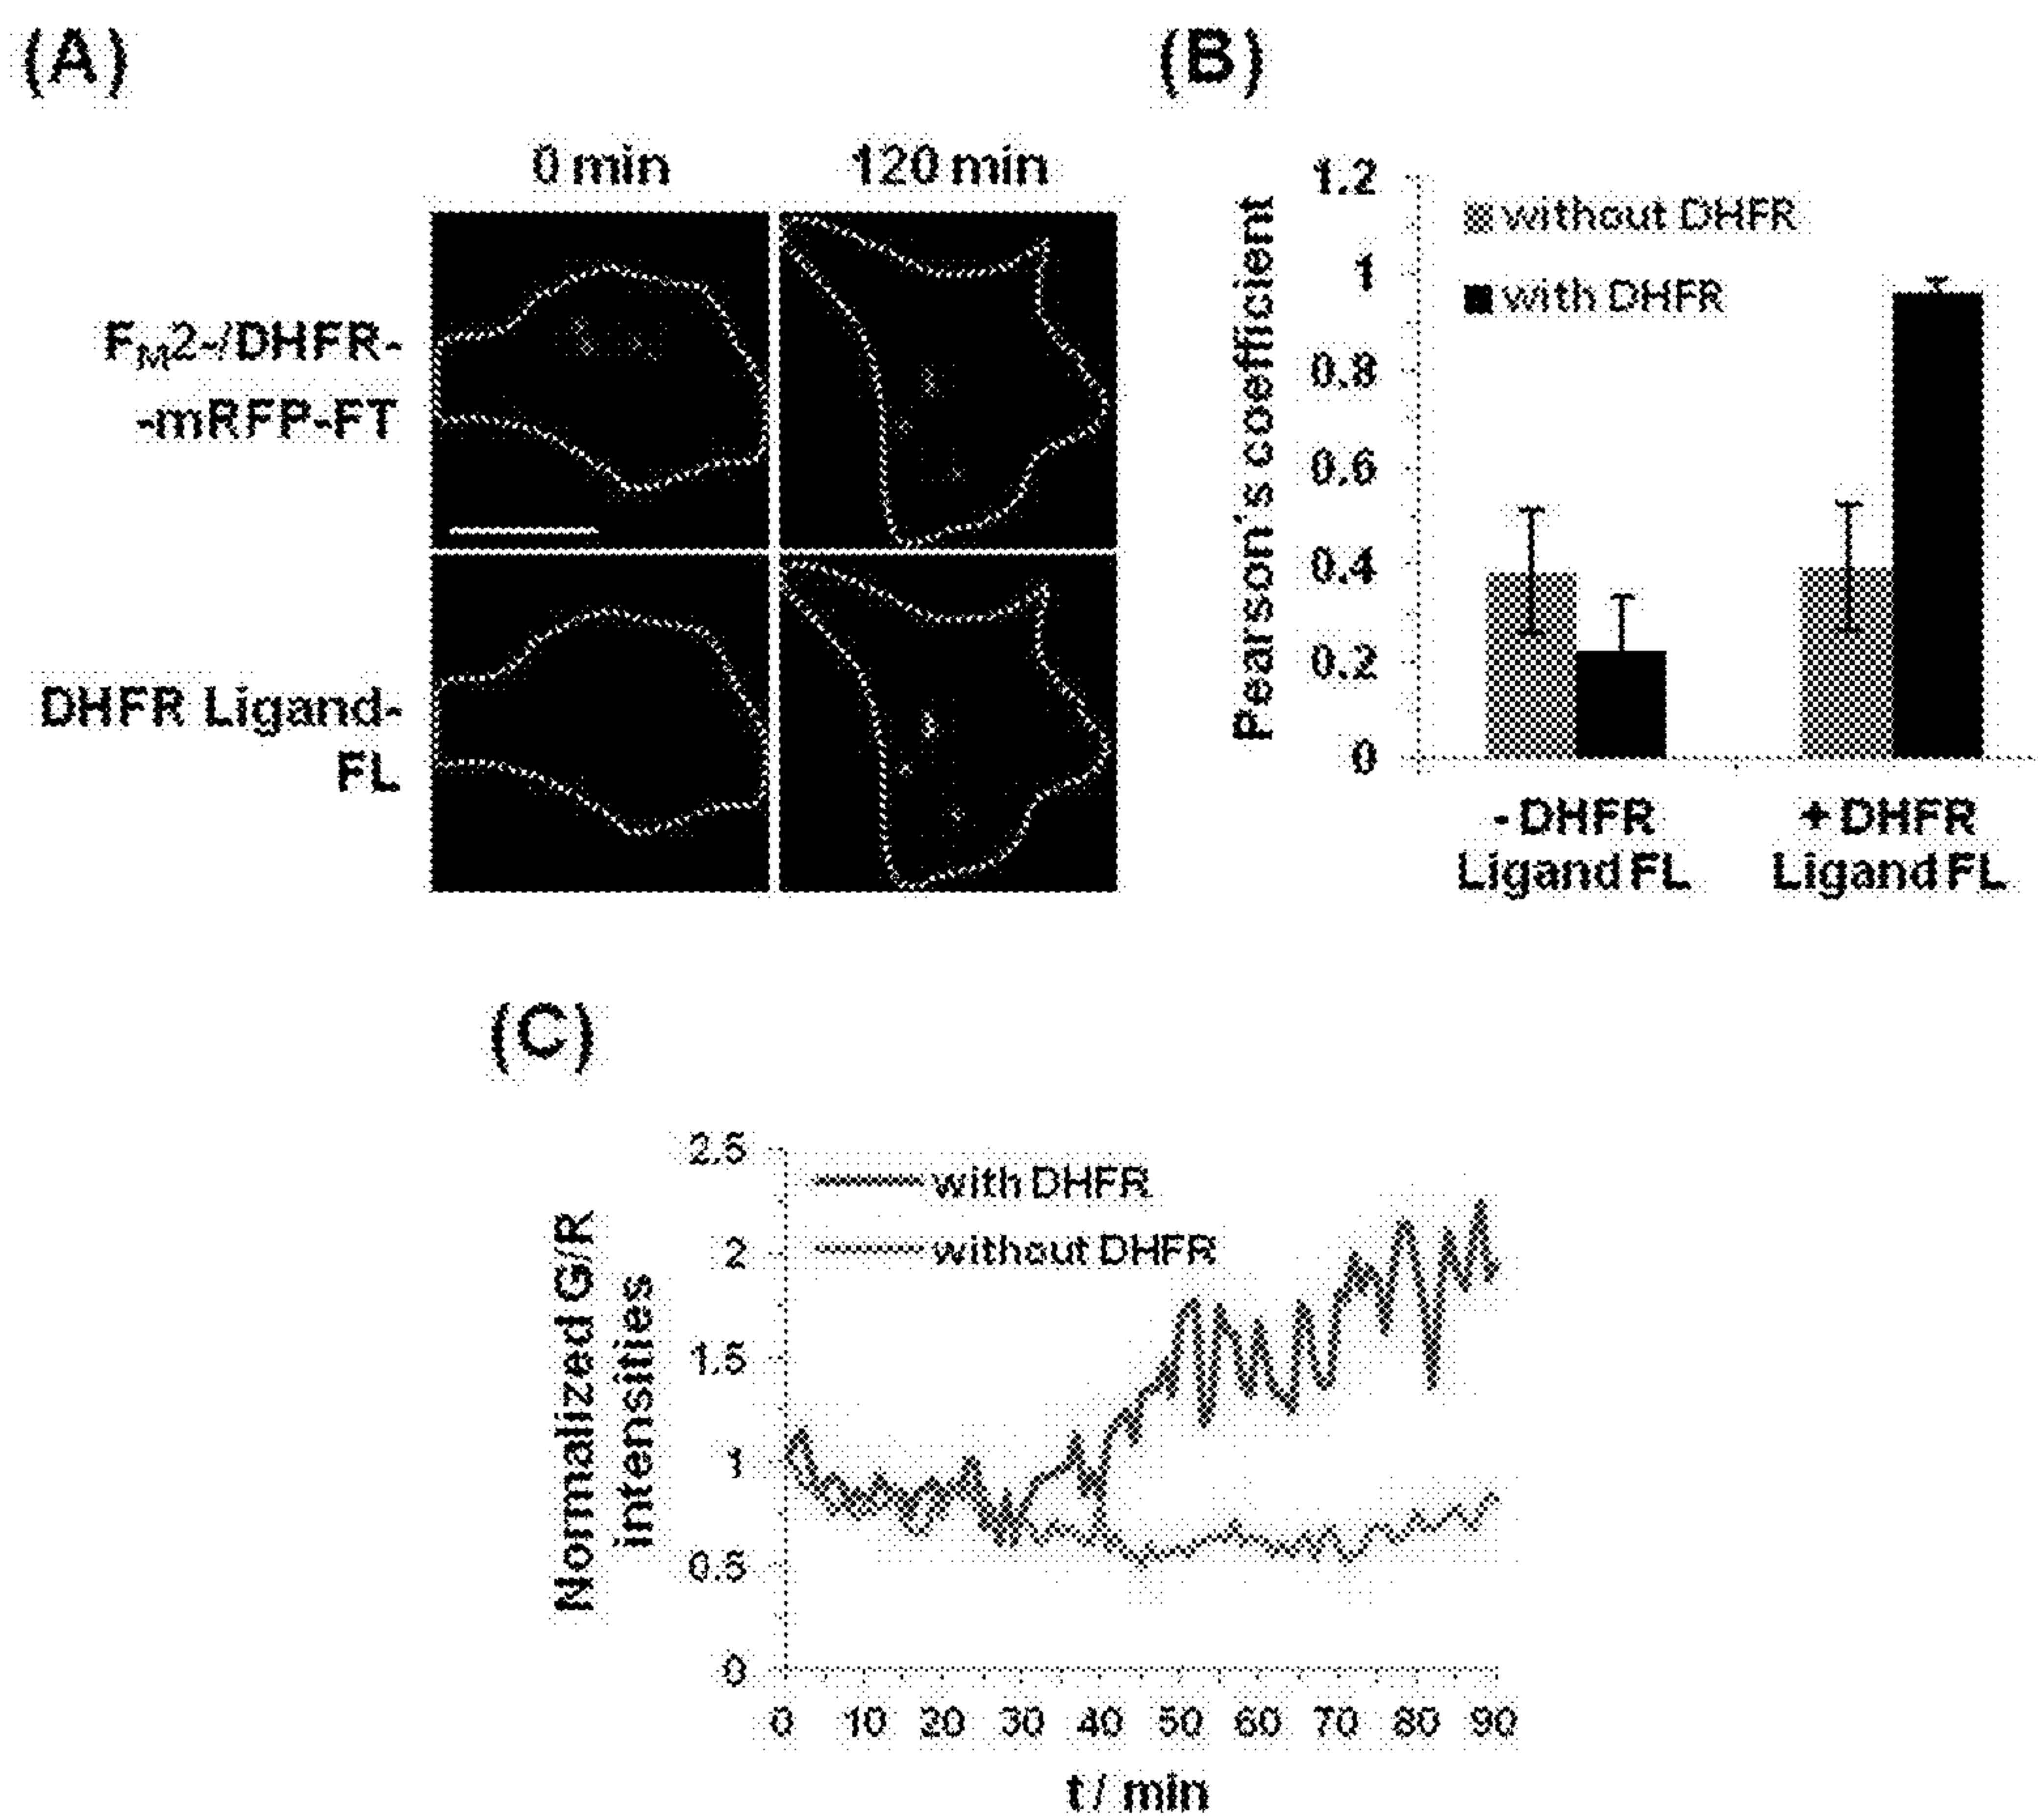 (A)
0 min
120 min
FM2-/DHFR-
-mRFP-FT
DHFR Ligand-
FL
(B)
Pearson's coefficient
1.2
1
0.8
0.6
0.4
0.2
0
without DHFR
with DHFR
- DHFR
Ligand FL
+ DHFR
Ligand FL
(C)
Normalized G/R
intensitiies
2.5
2
1.5
1
0.5
0
with DHFR
without DHFR
0 10 20 30 40 50 60 70 80 90
t / min